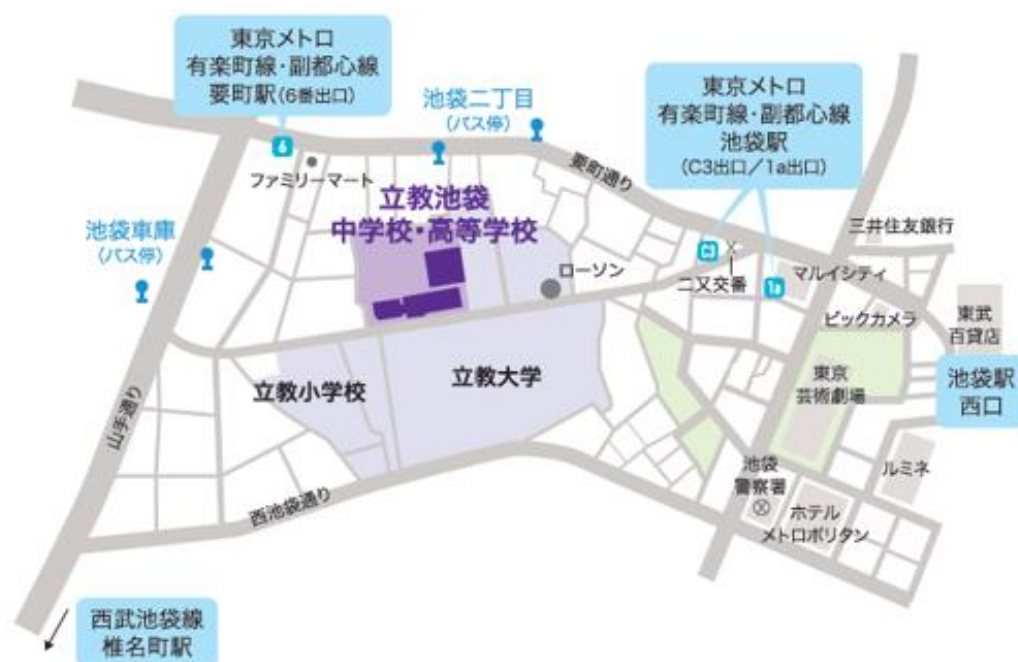 東京メトロ
有楽町線・副都心線
要町駅(6番出口)
池袋二丁目
(バス停)
東京メトロ
有楽町線・副都心線
池袋駅
(C3出口／1a出口)
6
ファミリーマート
要町通り
立教池袋
中学校・高等学校
池袋車庫
(バス停)
三井住友銀行
C3
二又交番
1a
マルイシティ
ローソン
ビックカメラ
東武
百貨店
池袋駅
西口
東京
芸術劇場
立教小学校
立教大学
山手通り
西池袋通り
池袋
警察署
ルミネ
ホテル
メトロポリタン
西武池袋線
椎名町駅